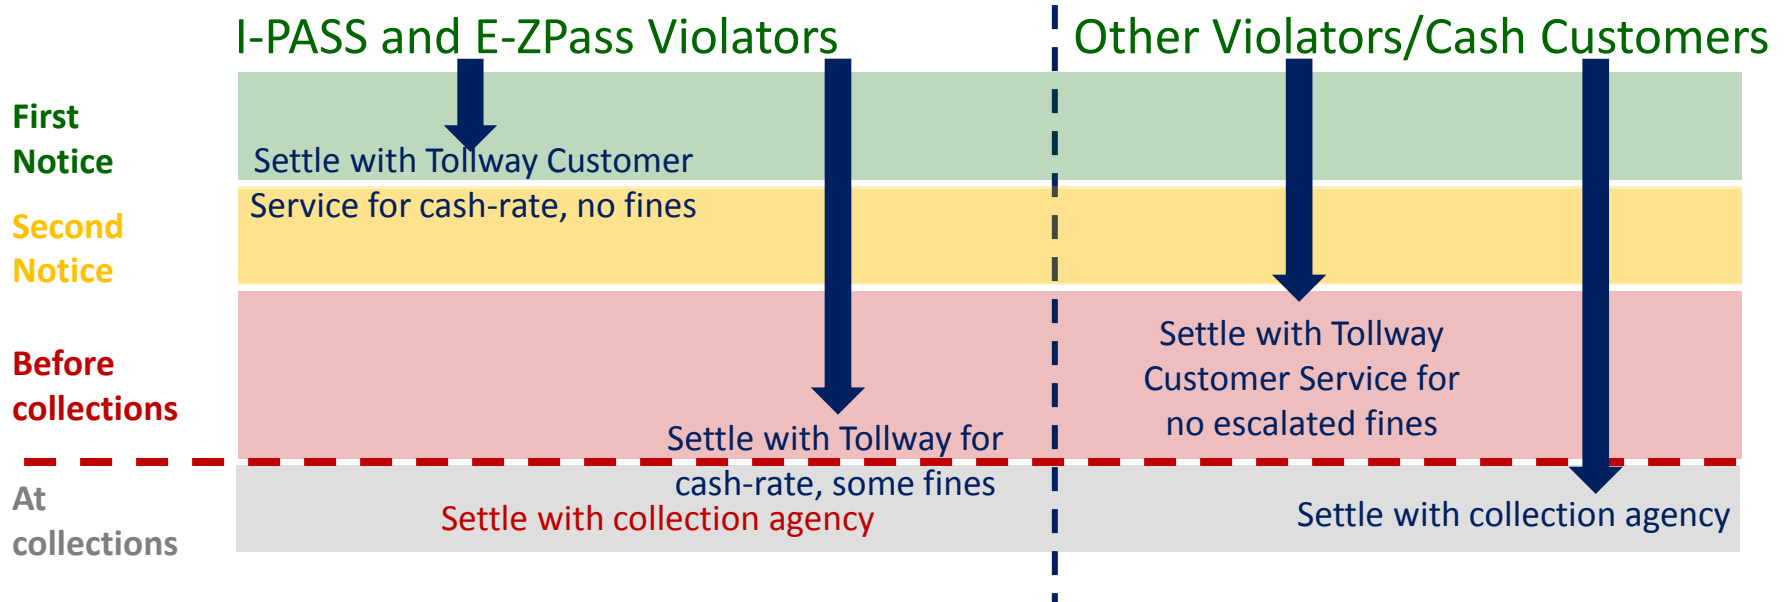 I-PASS and E-ZPass Violators
Other Violators/Cash Customers
First
Notice
Settle with Tollway Customer
Service for cash-rate, no fines
Second
Notice
Before
collections
Settle with Tollway for
cash-rate, some fines
Settle with Tollway
Customer Service for
no escalated fines
At
collections
Settle with collection agency
Settle with collection agency